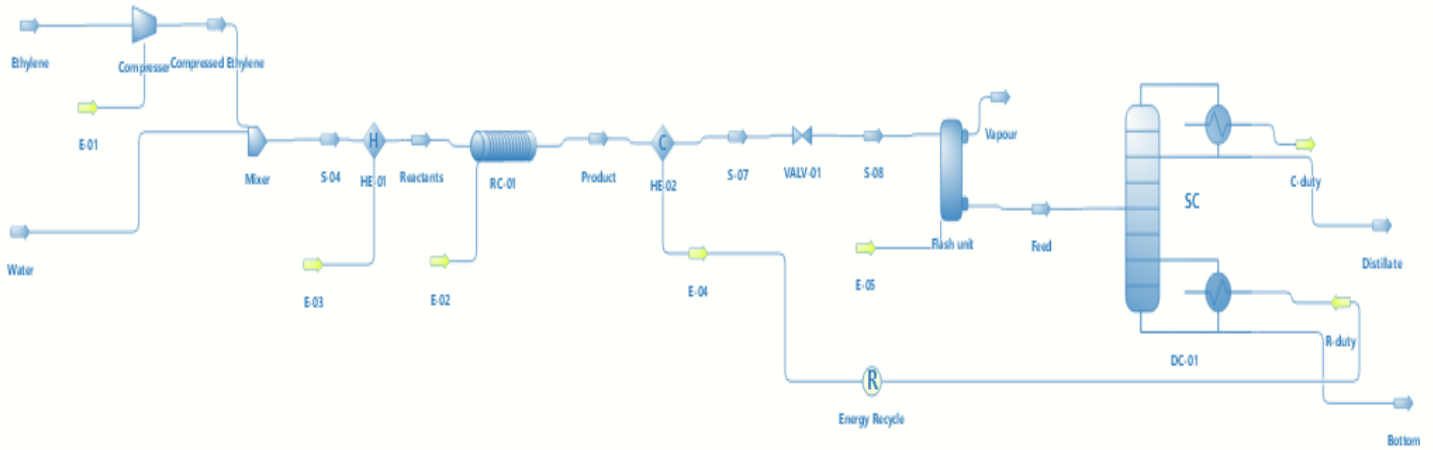 Ethylene
Compresser
Compressed Ethylene
E-01
Mixer
S-04
H
HE-01
Reactants
RC-01
Product
C
HE-02
S-07
VALV-01
S-08
Vapour
C-duty
SC
Water
E-03
E-02
E-04
E-05
Flash unit
Feed
Distillate
R-duty
DC-01
R
Energy Recycle
Bottom